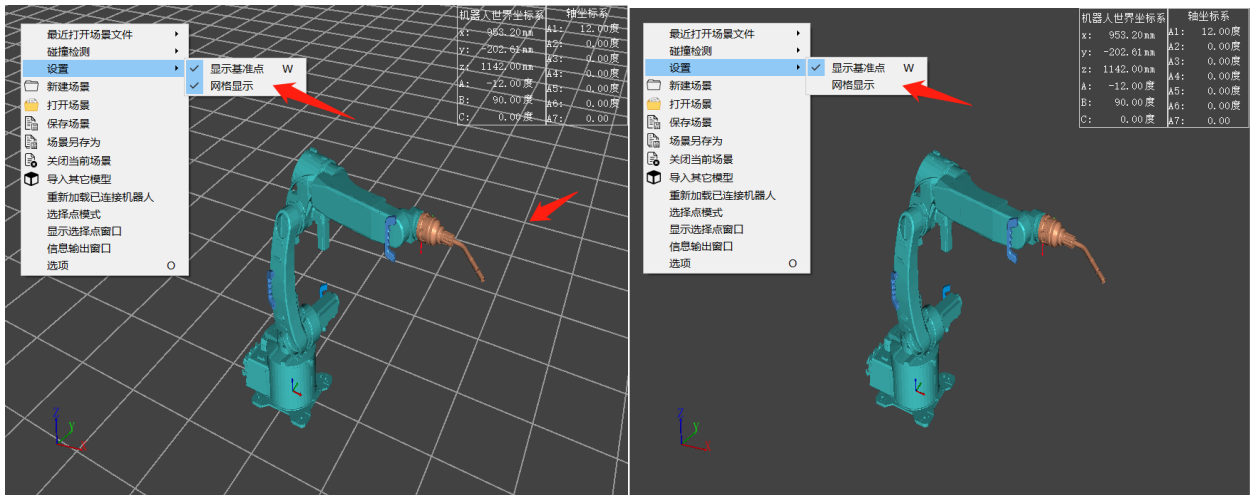 最近打开场景文件
碰撞检测
设置
显示基准点 W
网格显示
新建场景
打开场景
保存场景
场景另存为
关闭当前场景
导入其它模型
重新加载已连接机器人
选择点模式
显示选择点窗口
信息输出窗口
选项 O
机器人世界坐标系 轴坐标系
x: 953.20mm A1: 12.00度
y: -202.61mm A2: 0.00度
z: 1142.00mm A3: 0.00度
A: -12.00度 A4: 0.00度
B: 90.00度 A5: 0.00度
C: 0.00度 A6: 0.00度
A7: 0.00
Z
y
最近打开场景文件
碰撞检测
设置
显示基准点 W
网格显示
新建场景
打开场景
保存场景
场景另存为
关闭当前场景
导入其它模型
重新加载已连接机器人
选择点模式
显示选择点窗口
信息输出窗口
选项 O
机器人世界坐标系 轴坐标系
x: 953.20mm A1: 12.00度
y: -202.61mm A2: 0.00度
z: 1142.00mm A3: 0.00度
A: -12.00度 A4: 0.00度
B: 90.00度 A5: 0.00度
C: 0.00度 A6: 0.00度
A7: 0.00
Z
y